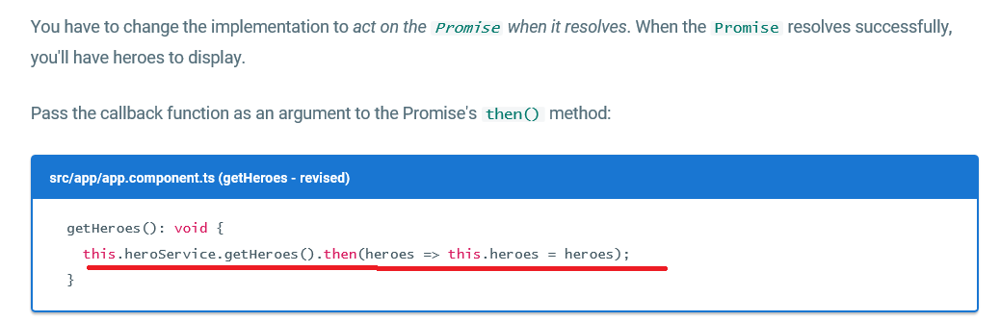 You have to change the implementation to act on the Promise when it resolves. When the Promise resolves successfully,
you'll have heroes to display.
Pass the callback function as an argument to the Promise's then() method:
src/app/app.component.ts (getHeroes - revised)
getHeroes(): void {
  this.heroService.getHeroes().then(heroes => this.heroes = heroes);
}